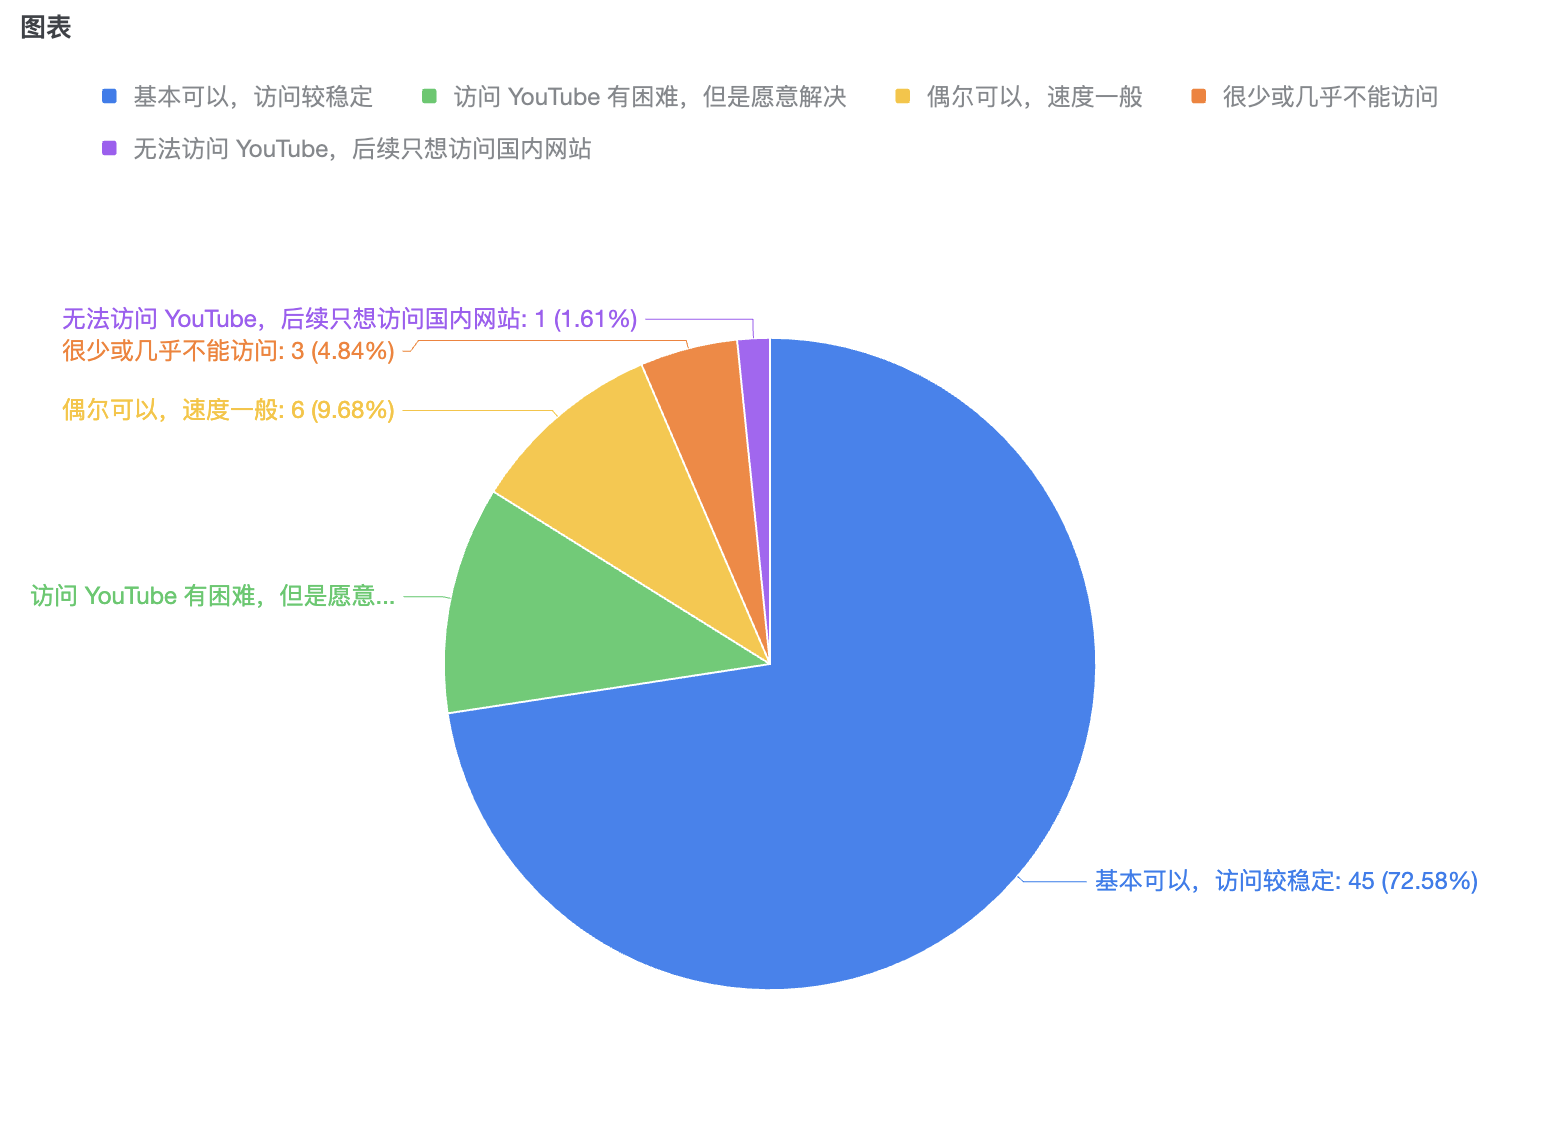 图表
基本可以，访问较稳定
访问 YouTube 有困难，但是愿意解决
偶尔可以，速度一般
很少或几乎不能访问
无法访问 YouTube，后续只想访问国内网站
无法访问 YouTube，后续只想访问国内网站: 1 (1.61%)
很少或几乎不能访问: 3 (4.84%)
偶尔可以，速度一般: 6 (9.68%)
访问 YouTube 有困难，但是愿意...
基本可以，访问较稳定: 45 (72.58%)